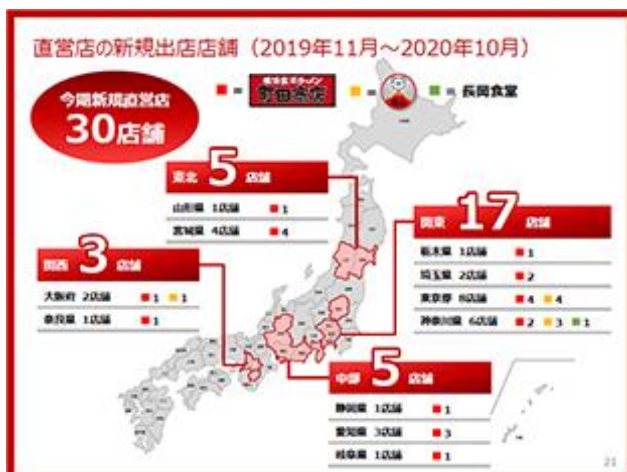 直営店の新規出店店舗（2019年11月～2020年10月）
今期新規直営店
30店舗
■ = 町田商店 ■ = ■ = 長岡食堂
東北 5 店舗
山形県 1店舗 ■ 1
宮城県 4店舗 ■ 4
関東 17 店舗
栃木県 1店舗 ■ 1
埼玉県 2店舗 ■ 2
東京都 8店舗 ■ 4 ■ 4
神奈川県 6店舗 ■ 2 ■ 3 ■ 1
関西 3 店舗
大阪府 2店舗 ■ 1 ■ 1
奈良県 1店舗 ■ 1
中部 5 店舗
静岡県 1店舗 ■ 1
愛知県 3店舗 ■ 3
岐阜県 1店舗 ■ 1
21